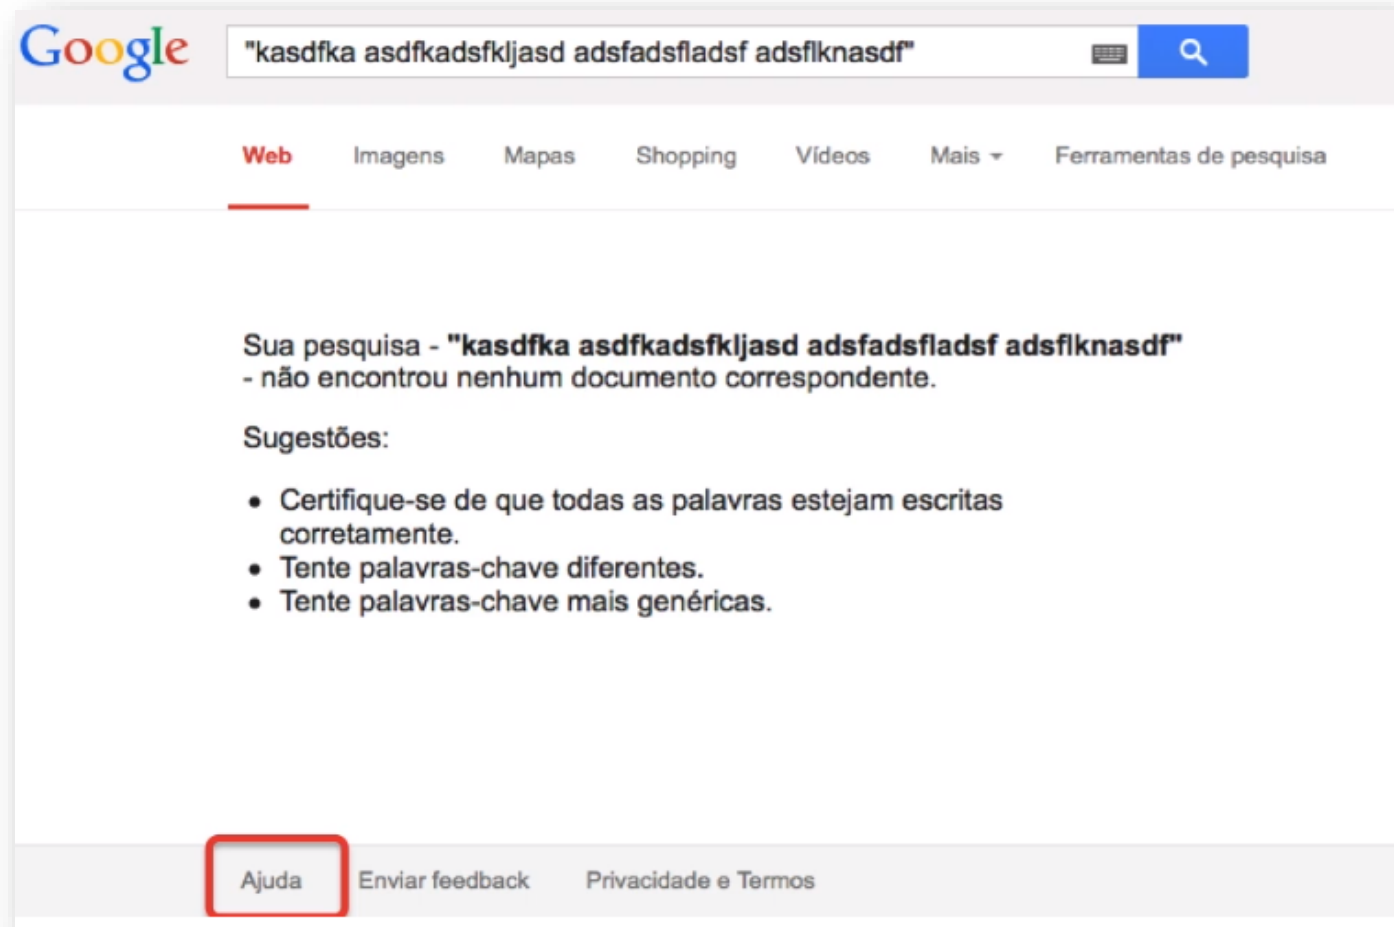 Google "kasdfka asdfkadsfkljasd adsfadsfladsf adsflknasdf"
Web Imagens Mapas Shopping Vídeos Mais Ferramentas de pesquisa
Sua pesquisa - "kasdfka asdfkadsfkljasd adsfadsfladsf adsflknasdf"
- não encontrou nenhum documento correspondente.
Sugestões:
• Certifique-se de que todas as palavras estejam escritas
corretamente.
• Tente palavras-chave diferentes.
• Tente palavras-chave mais genéricas.
Ajuda Enviar feedback Privacidade e Termos